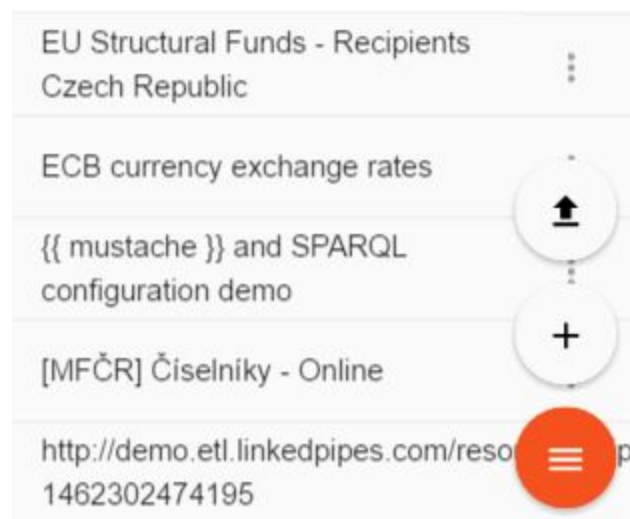 EU Structural Funds - Recipients
Czech Republic
ECB currency exchange rates
{{ mustache }} and SPARQL
configuration demo
[MFČR] Číselníky - Online
http://demo.etl.linkedpipes.com/reso
1462302474195